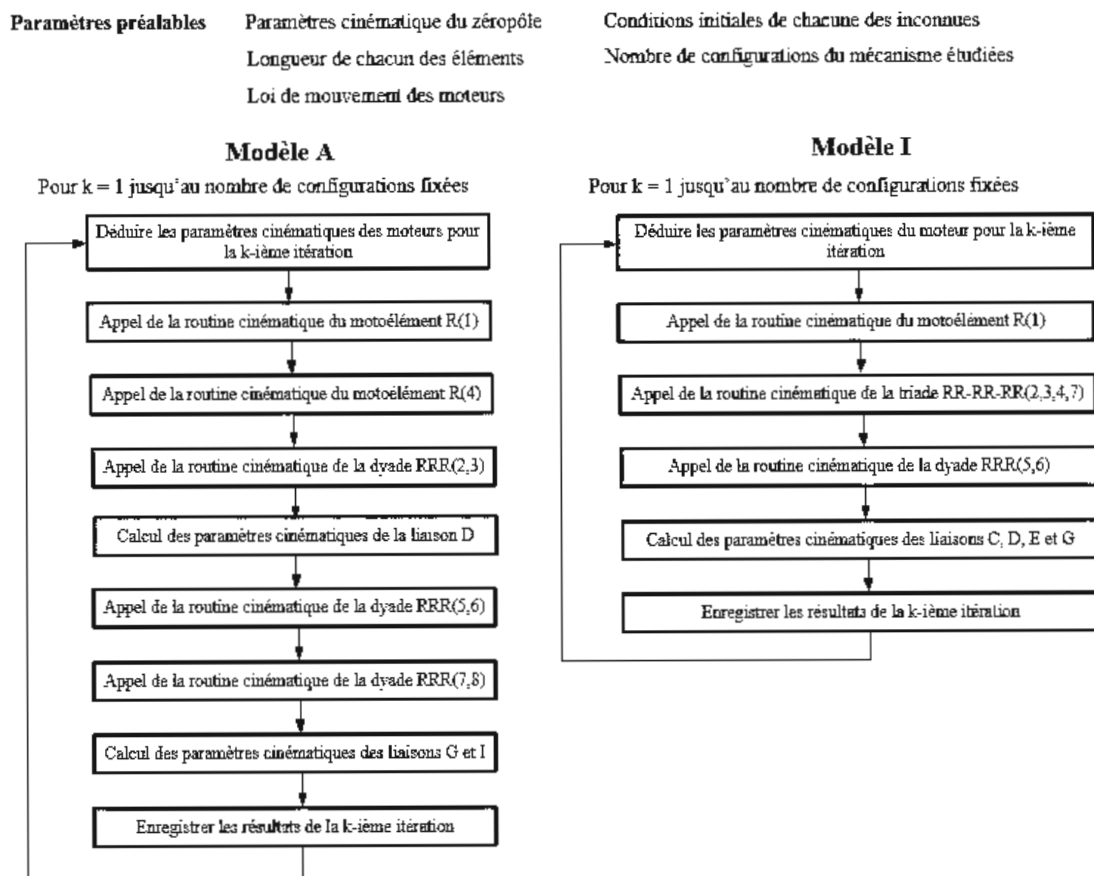 Paramètres préalables
Paramètres cinématique du zéropôle
Longueur de chacun des éléments
Loi de mouvement des moteurs
Conditions initiales de chacune des inconnues
Nombre de configurations du mécanisme étudiées
Modèle A
Pour k = 1 jusqu'au nombre de configurations fixées
Déduire les paramètres cinématiques des moteurs pour
la k-ième itération
Appel de la routine cinématique du motoélément R(1)
Appel de la routine cinématique du motoélément R(4)
Appel de la routine cinématique de la dyade RRR(2,3)
Calcul des paramètres cinématiques de la liaison D
Appel de la routine cinématique de la dyade RRR(5,6)
Appel de la routine cinématique de la dyade RRR(7,8)
Calcul des paramètres cinématiques des liaisons G et I
Enregistrer les résultats de la k-ième itération
Modèle I
Pour k = 1 jusqu'au nombre de configurations fixées
Déduire les paramètres cinématiques du moteur pour la k-ième
itération
Appel de la routine cinématique du motoélément R(1)
Appel de la routine cinématique de la triade RR-RR-RR(2,3,4,7)
Appel de la routine cinématique de la dyade RRR(5,6)
Calcul des paramètres cinématiques des liaisons C, D, E et G
Enregistrer les résultats de la k-ième itération